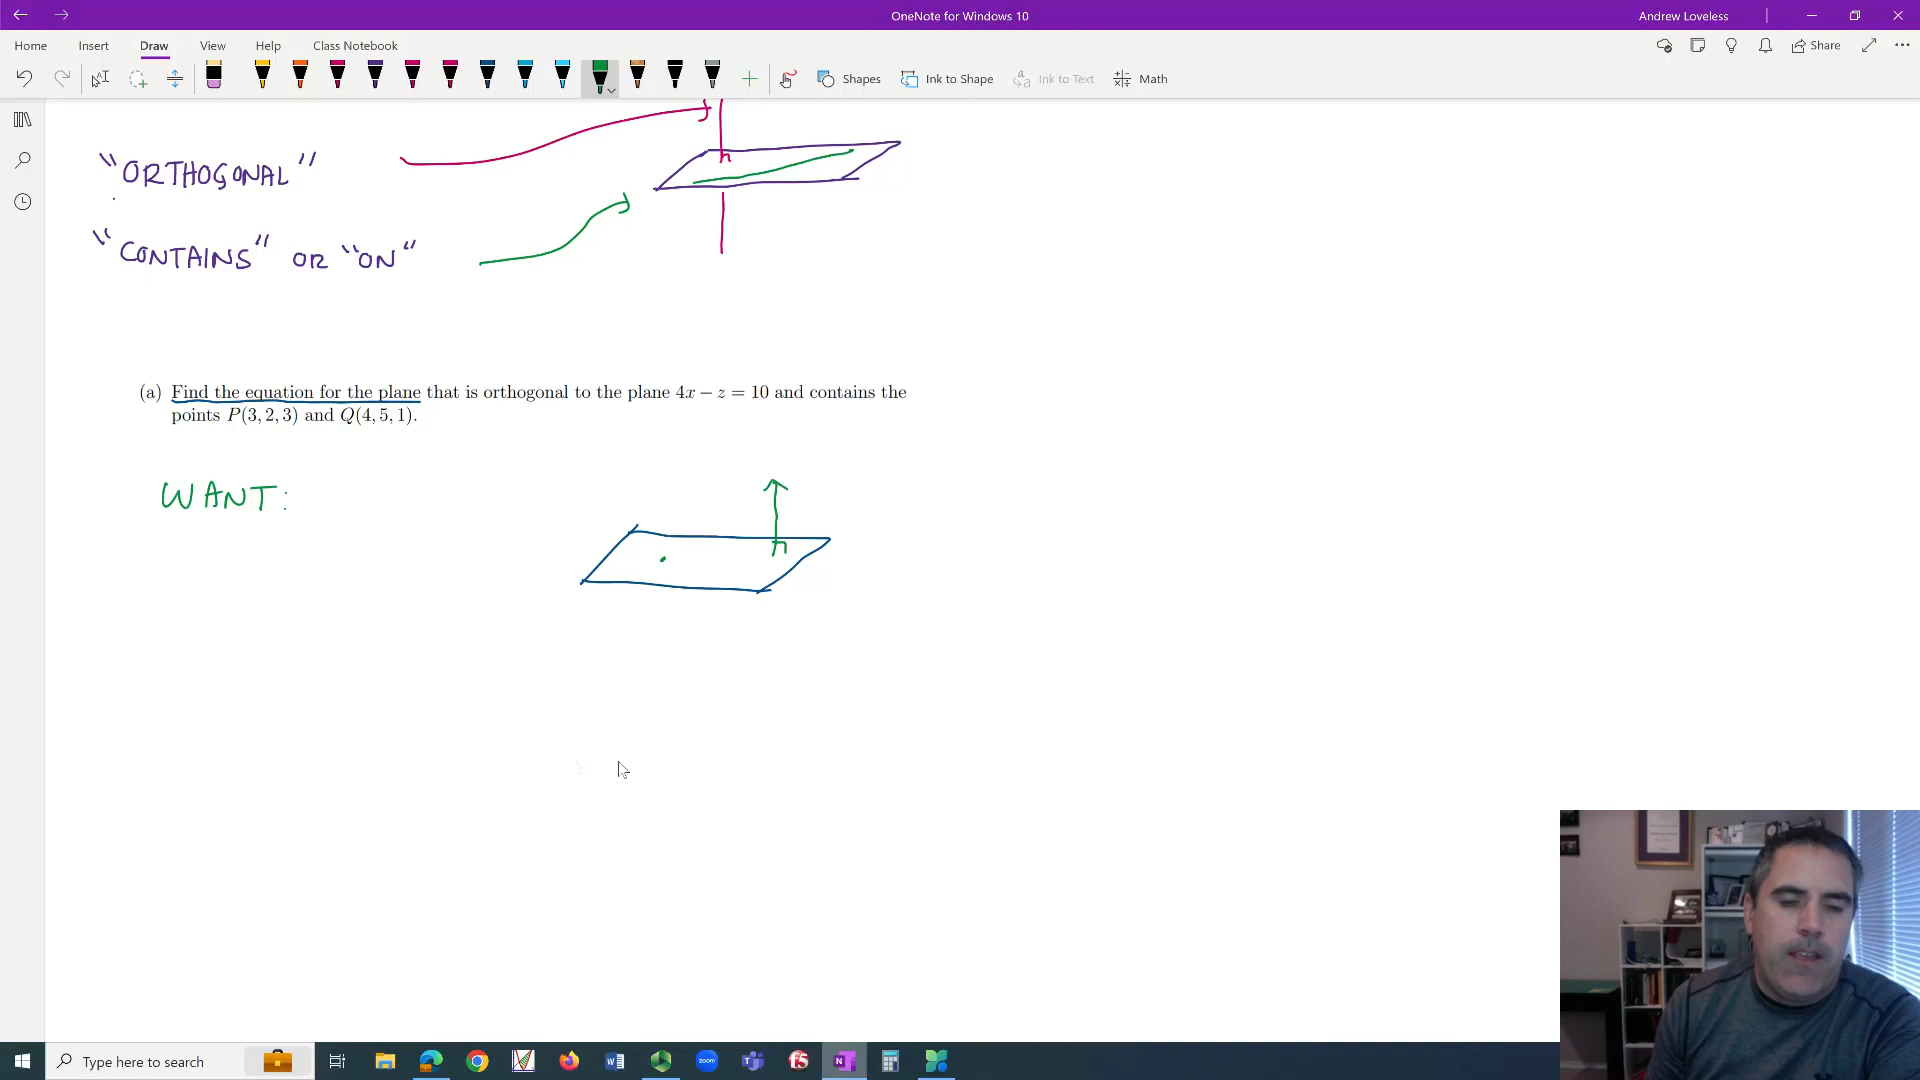 OneNote for Windows 10
Andrew Loveless
Home Insert Draw View Help Class Notebook
Share
Shapes Ink to Shape Ink to Text Math
"ORTHOGONAL"
"CONTAINS" OR "ON"
(a) Find the equation for the plane that is orthogonal to the plane 4x − z = 10 and contains the
points P(3, 2, 3) and Q(4, 5, 1).
WANT:
Type here to search